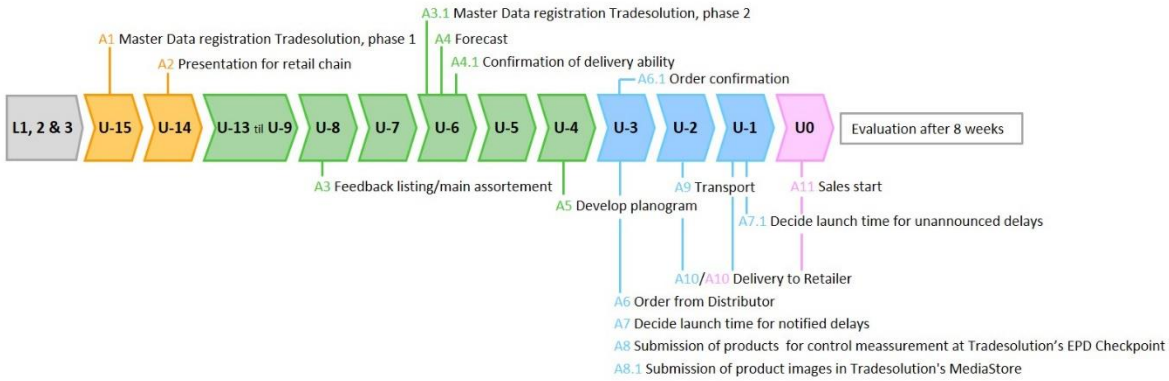 A3.1 Master Data registration Tradesolution, phase 2
A1 Master Data registration Tradesolution, phase 1
A4 Forecast
A2 Presentation for retail chain
A4.1 Confirmation of delivery ability
A6.1 Order confirmation
L1, 2 & 3
U-15
U-14
U-13 til U-9
U-8
U-7
U-6
U-5
U-4
U-3
U-2
U-1
U0
Evaluation after 8 weeks
A3 Feedback listing/main assortement
A9 Transport
A11 Sales start
A5 Develop planogram
A7.1 Decide launch time for unannounced delays
A10/A10 Delivery to Retailer
A6 Order from Distributor
A7 Decide launch time for notified delays
A8 Submission of products for control meassurement at Tradesolution's EPD Checkpoint
A8.1 Submission of product images in Tradesolution's MediaStore